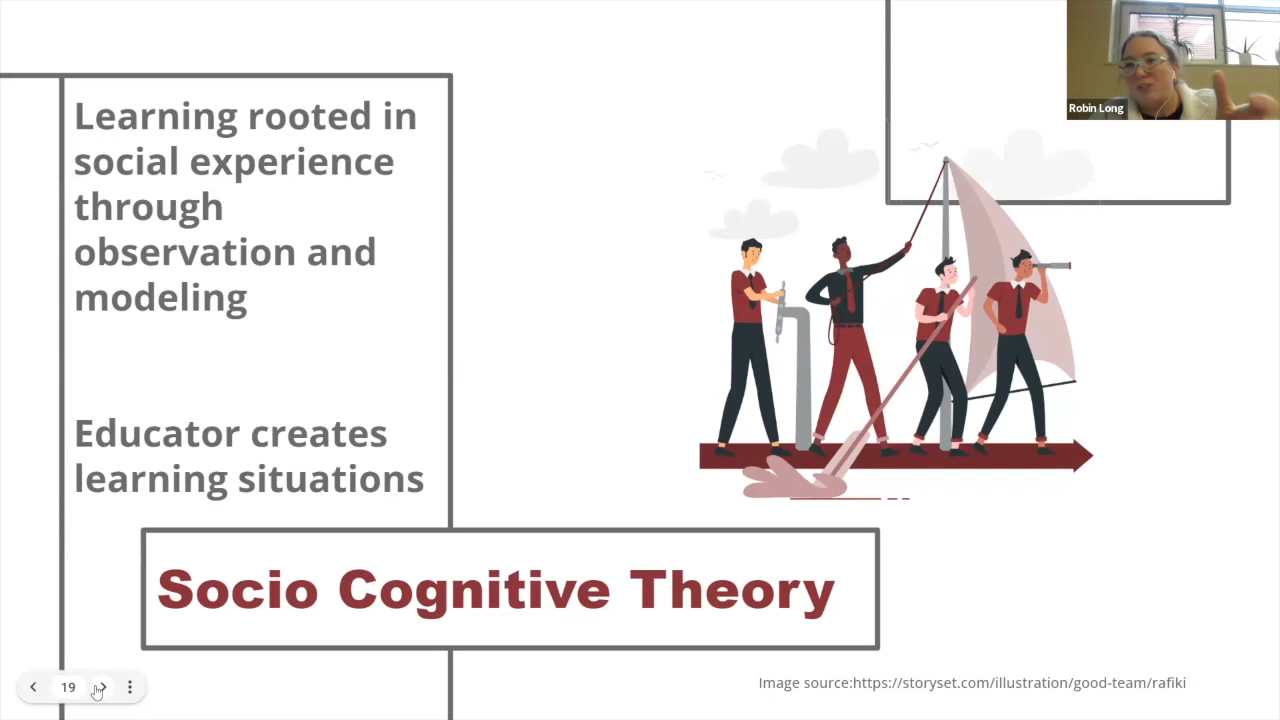 Robin Long
Learning rooted in
social experience
through
observation and
modeling
Educator creates
learning situations
Socio Cognitive Theory
19
Image source:https://storyset.com/illustration/good-team/rafiki